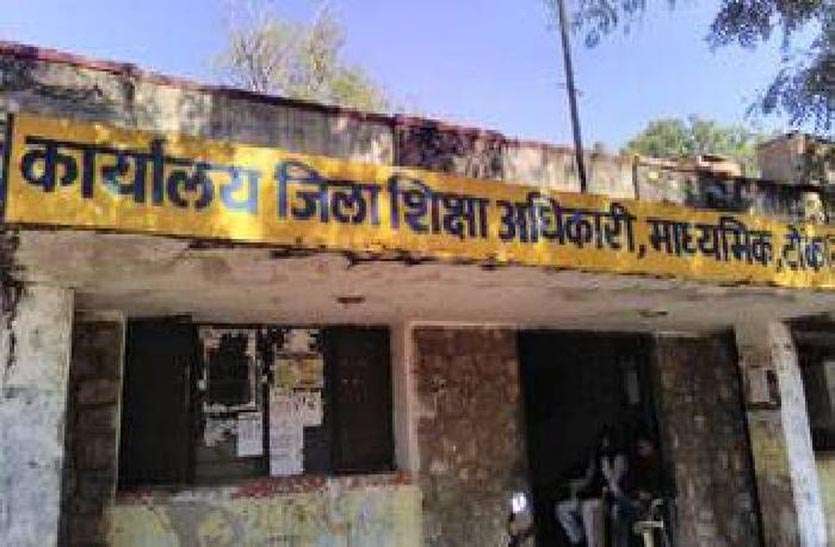 कार्यालय जिला शिक्षा अधिकारी, माध्यमिक, टोंक